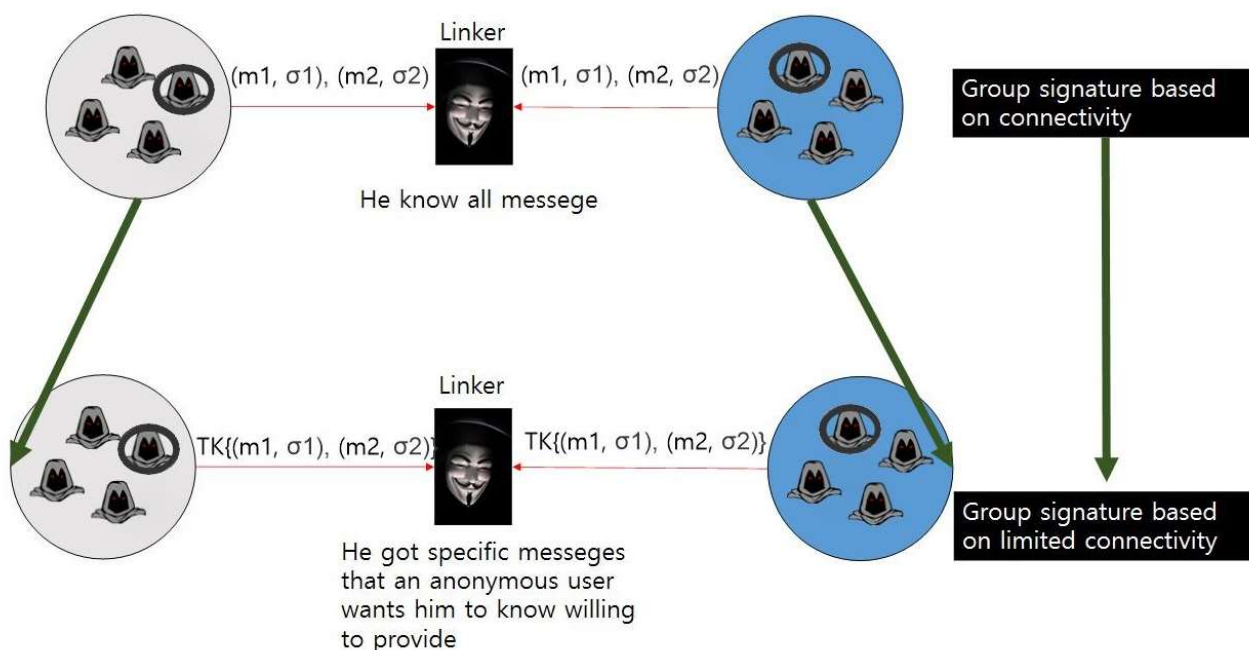 Linker
(m1, σ1), (m2, σ2)
(m1, σ1), (m2, σ2)
Group signature based
on connectivity
He know all messege
Linker
TK{(m1, σ1), (m2, σ2)}
TK{(m1, σ1), (m2, σ2)}
Group signature based
on limited connectivity
He got specific messeges
that an anonymous user
wants him to know willing
to provide